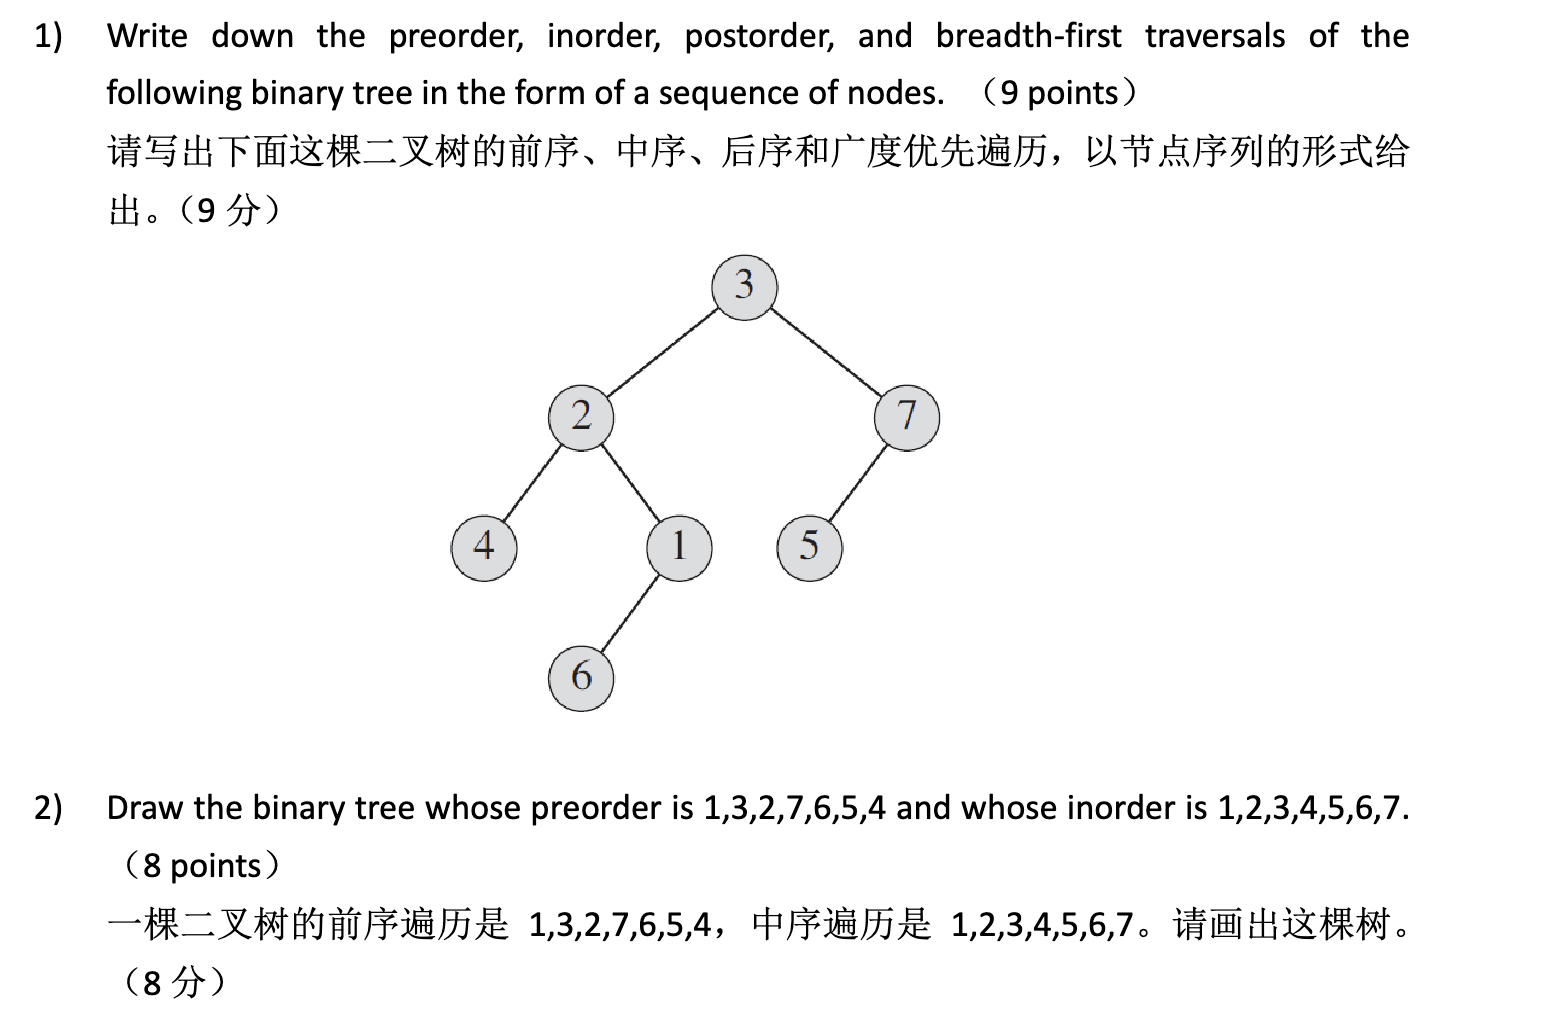 1) Write down the preorder, inorder, postorder, and breadth-first traversals of the
following binary tree in the form of a sequence of nodes. （9 points）
请写出下面这棵二叉树的前序、中序、后序和广度优先遍历，以节点序列的形式给
出。（9 分）
3
2 7
4 1 5
6
2) Draw the binary tree whose preorder is 1,3,2,7,6,5,4 and whose inorder is 1,2,3,4,5,6,7.
（8 points）
一棵二叉树的前序遍历是 1,3,2,7,6,5,4，中序遍历是 1,2,3,4,5,6,7。请画出这棵树。
（8 分）